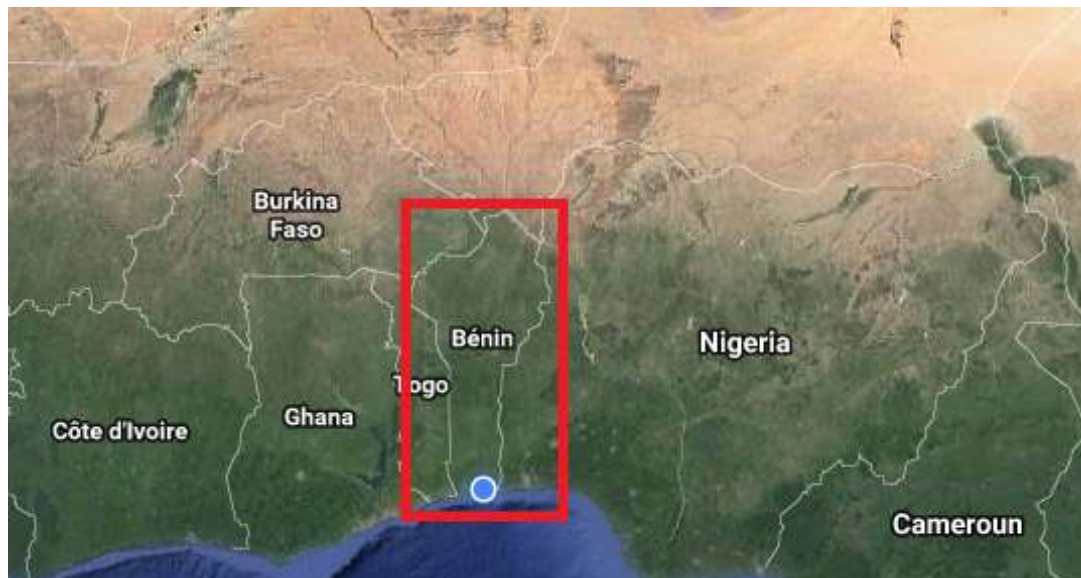 Burkina
Faso
Bénin
Nigeria
Togo
Ghana
Côte d'Ivoire
Cameroun